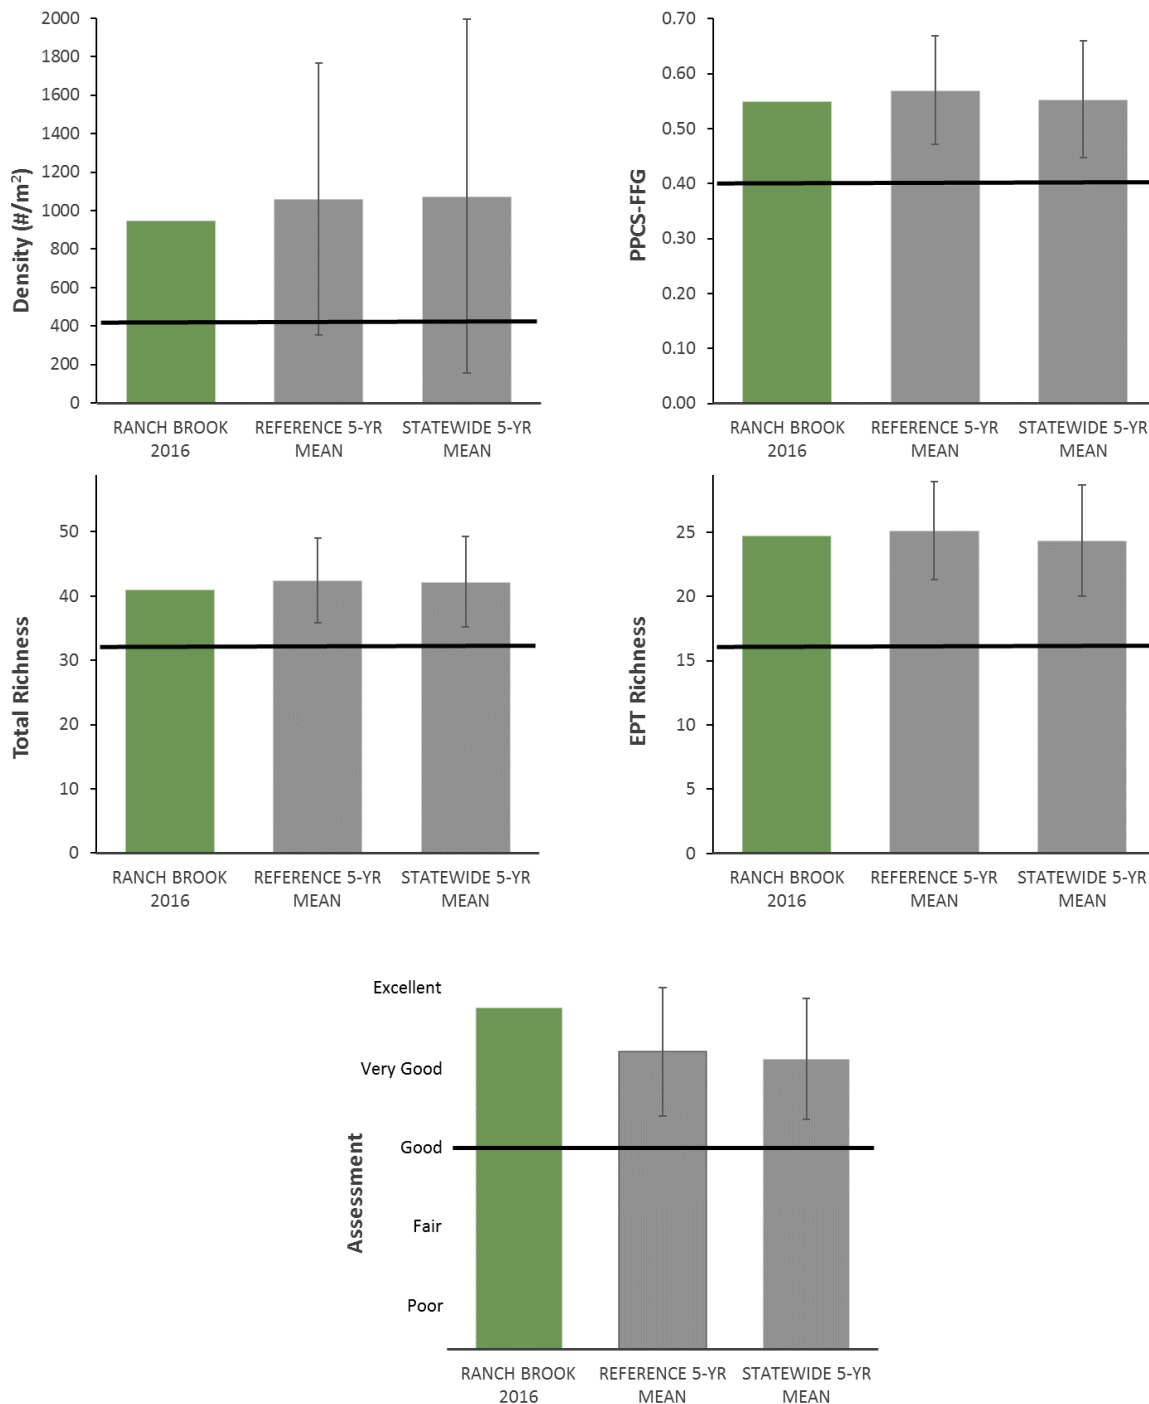 2000
1800
1600
1400
1200
1000
800
600
400
200
0
Density (#/m²)
RANCH BROOK
2016
REFERENCE 5-YR
MEAN
STATEWIDE 5-YR
MEAN
0.70
0.60
0.50
0.40
0.30
0.20
0.10
0.00
PPCS-FFG
RANCH BROOK
2016
REFERENCE 5-YR
MEAN
STATEWIDE 5-YR
MEAN
50
40
30
20
10
0
Total Richness
RANCH BROOK
2016
REFERENCE 5-YR
MEAN
STATEWIDE 5-YR
MEAN
25
20
15
10
5
0
EPT Richness
RANCH BROOK
2016
REFERENCE 5-YR
MEAN
STATEWIDE 5-YR
MEAN
Excellent
Very Good
Good
Fair
Poor
Assessment
RANCH BROOK
2016
REFERENCE 5-YR
MEAN
STATEWIDE 5-YR
MEAN